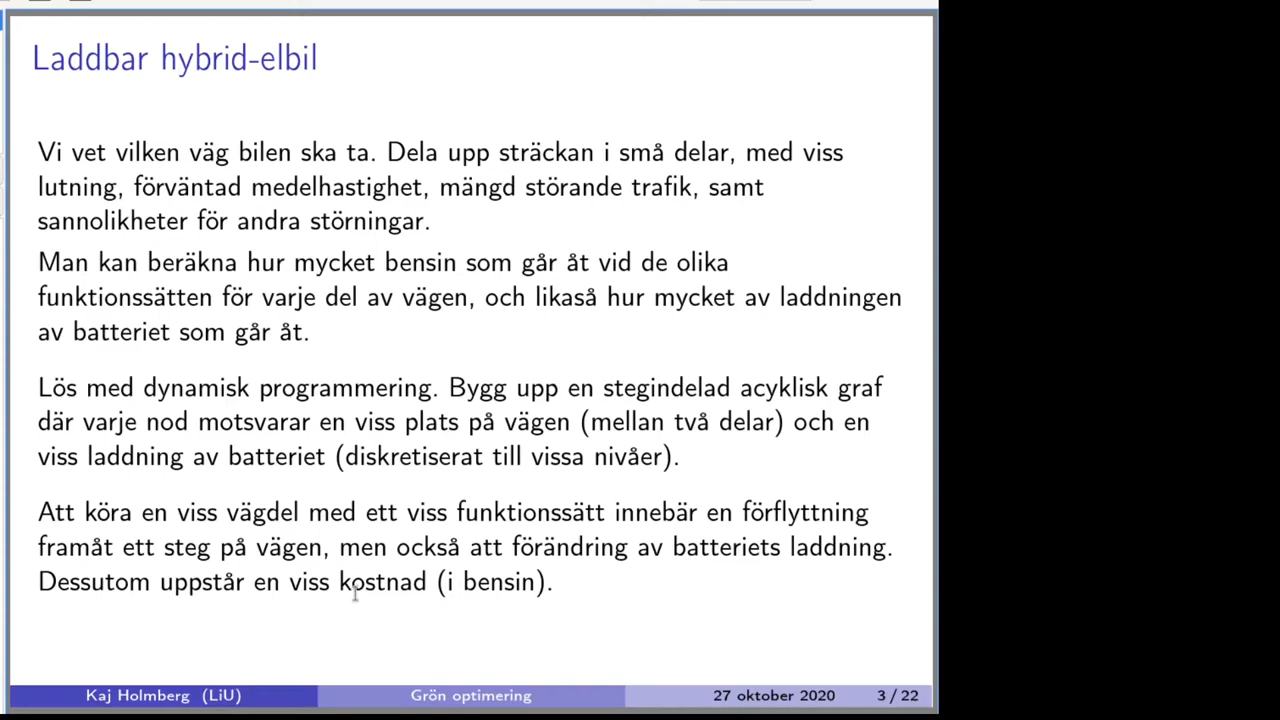 Laddbar hybrid-elbil
Vi vet vilken väg bilen ska ta. Dela upp sträckan i små delar, med viss
lutning, förväntad medelhastighet, mängd störande trafik, samt
sannolikheter för andra störningar.
Man kan beräkna hur mycket bensin som går åt vid de olika
funktionssätten för varje del av vägen, och likaså hur mycket av laddningen
av batteriet som går åt.
Lös med dynamisk programmering. Bygg upp en stegindelad acyklisk graf
där varje nod motsvarar en viss plats på vägen (mellan två delar) och en
viss laddning av batteriet (diskretiserat till vissa nivåer).
Att köra en viss vägdel med ett viss funktionssätt innebär en förflyttning
framåt ett steg på vägen, men också att förändring av batteriets laddning.
Dessutom uppstår en viss kostnad (i bensin).
Kaj Holmberg (LiU) Grön optimering 27 oktober 2020 3 / 22